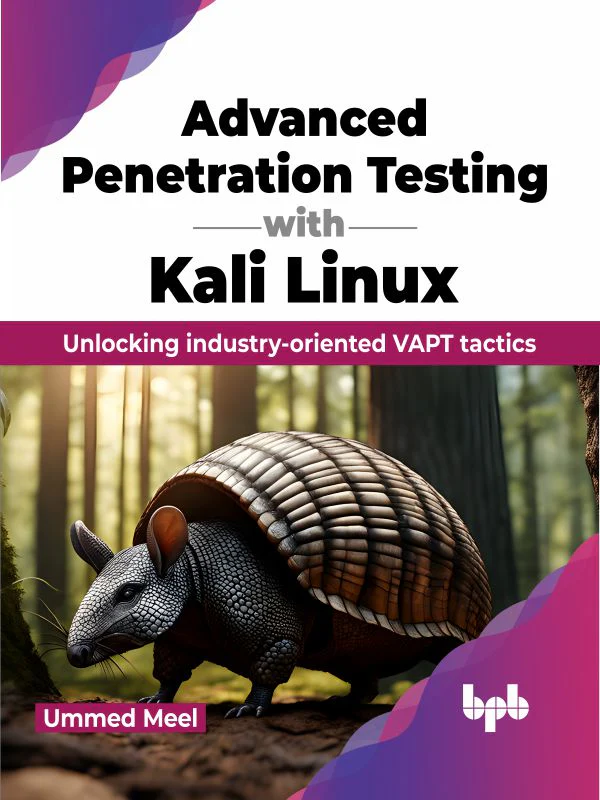 Advanced
Penetration Testing
with
Kali Linux
Unlocking industry-oriented VAPT tactics
Ummed Meel
bpb